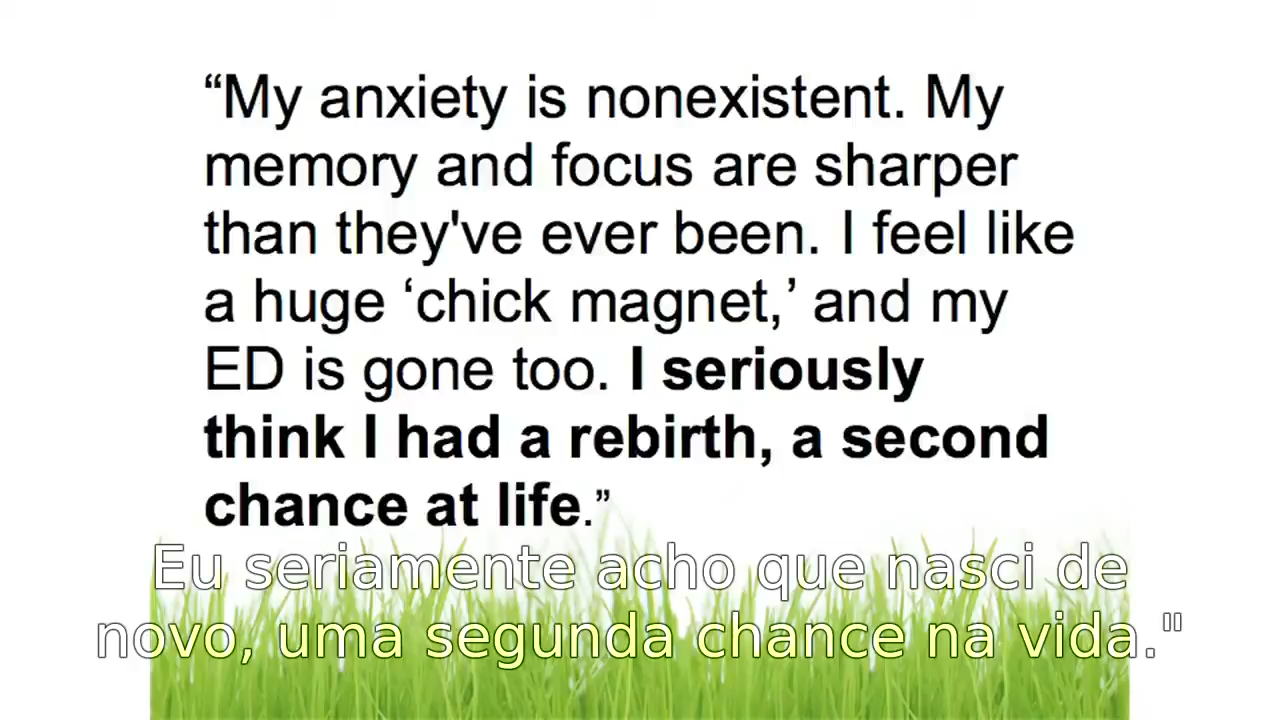 “My anxiety is nonexistent. My
memory and focus are sharper
than they've ever been. I feel like
a huge ‘chick magnet,’ and my
ED is gone too. I seriously
think I had a rebirth, a second
chance at life.”
Eu seriamente acho que nasci de
novo, uma segunda chance na vida."